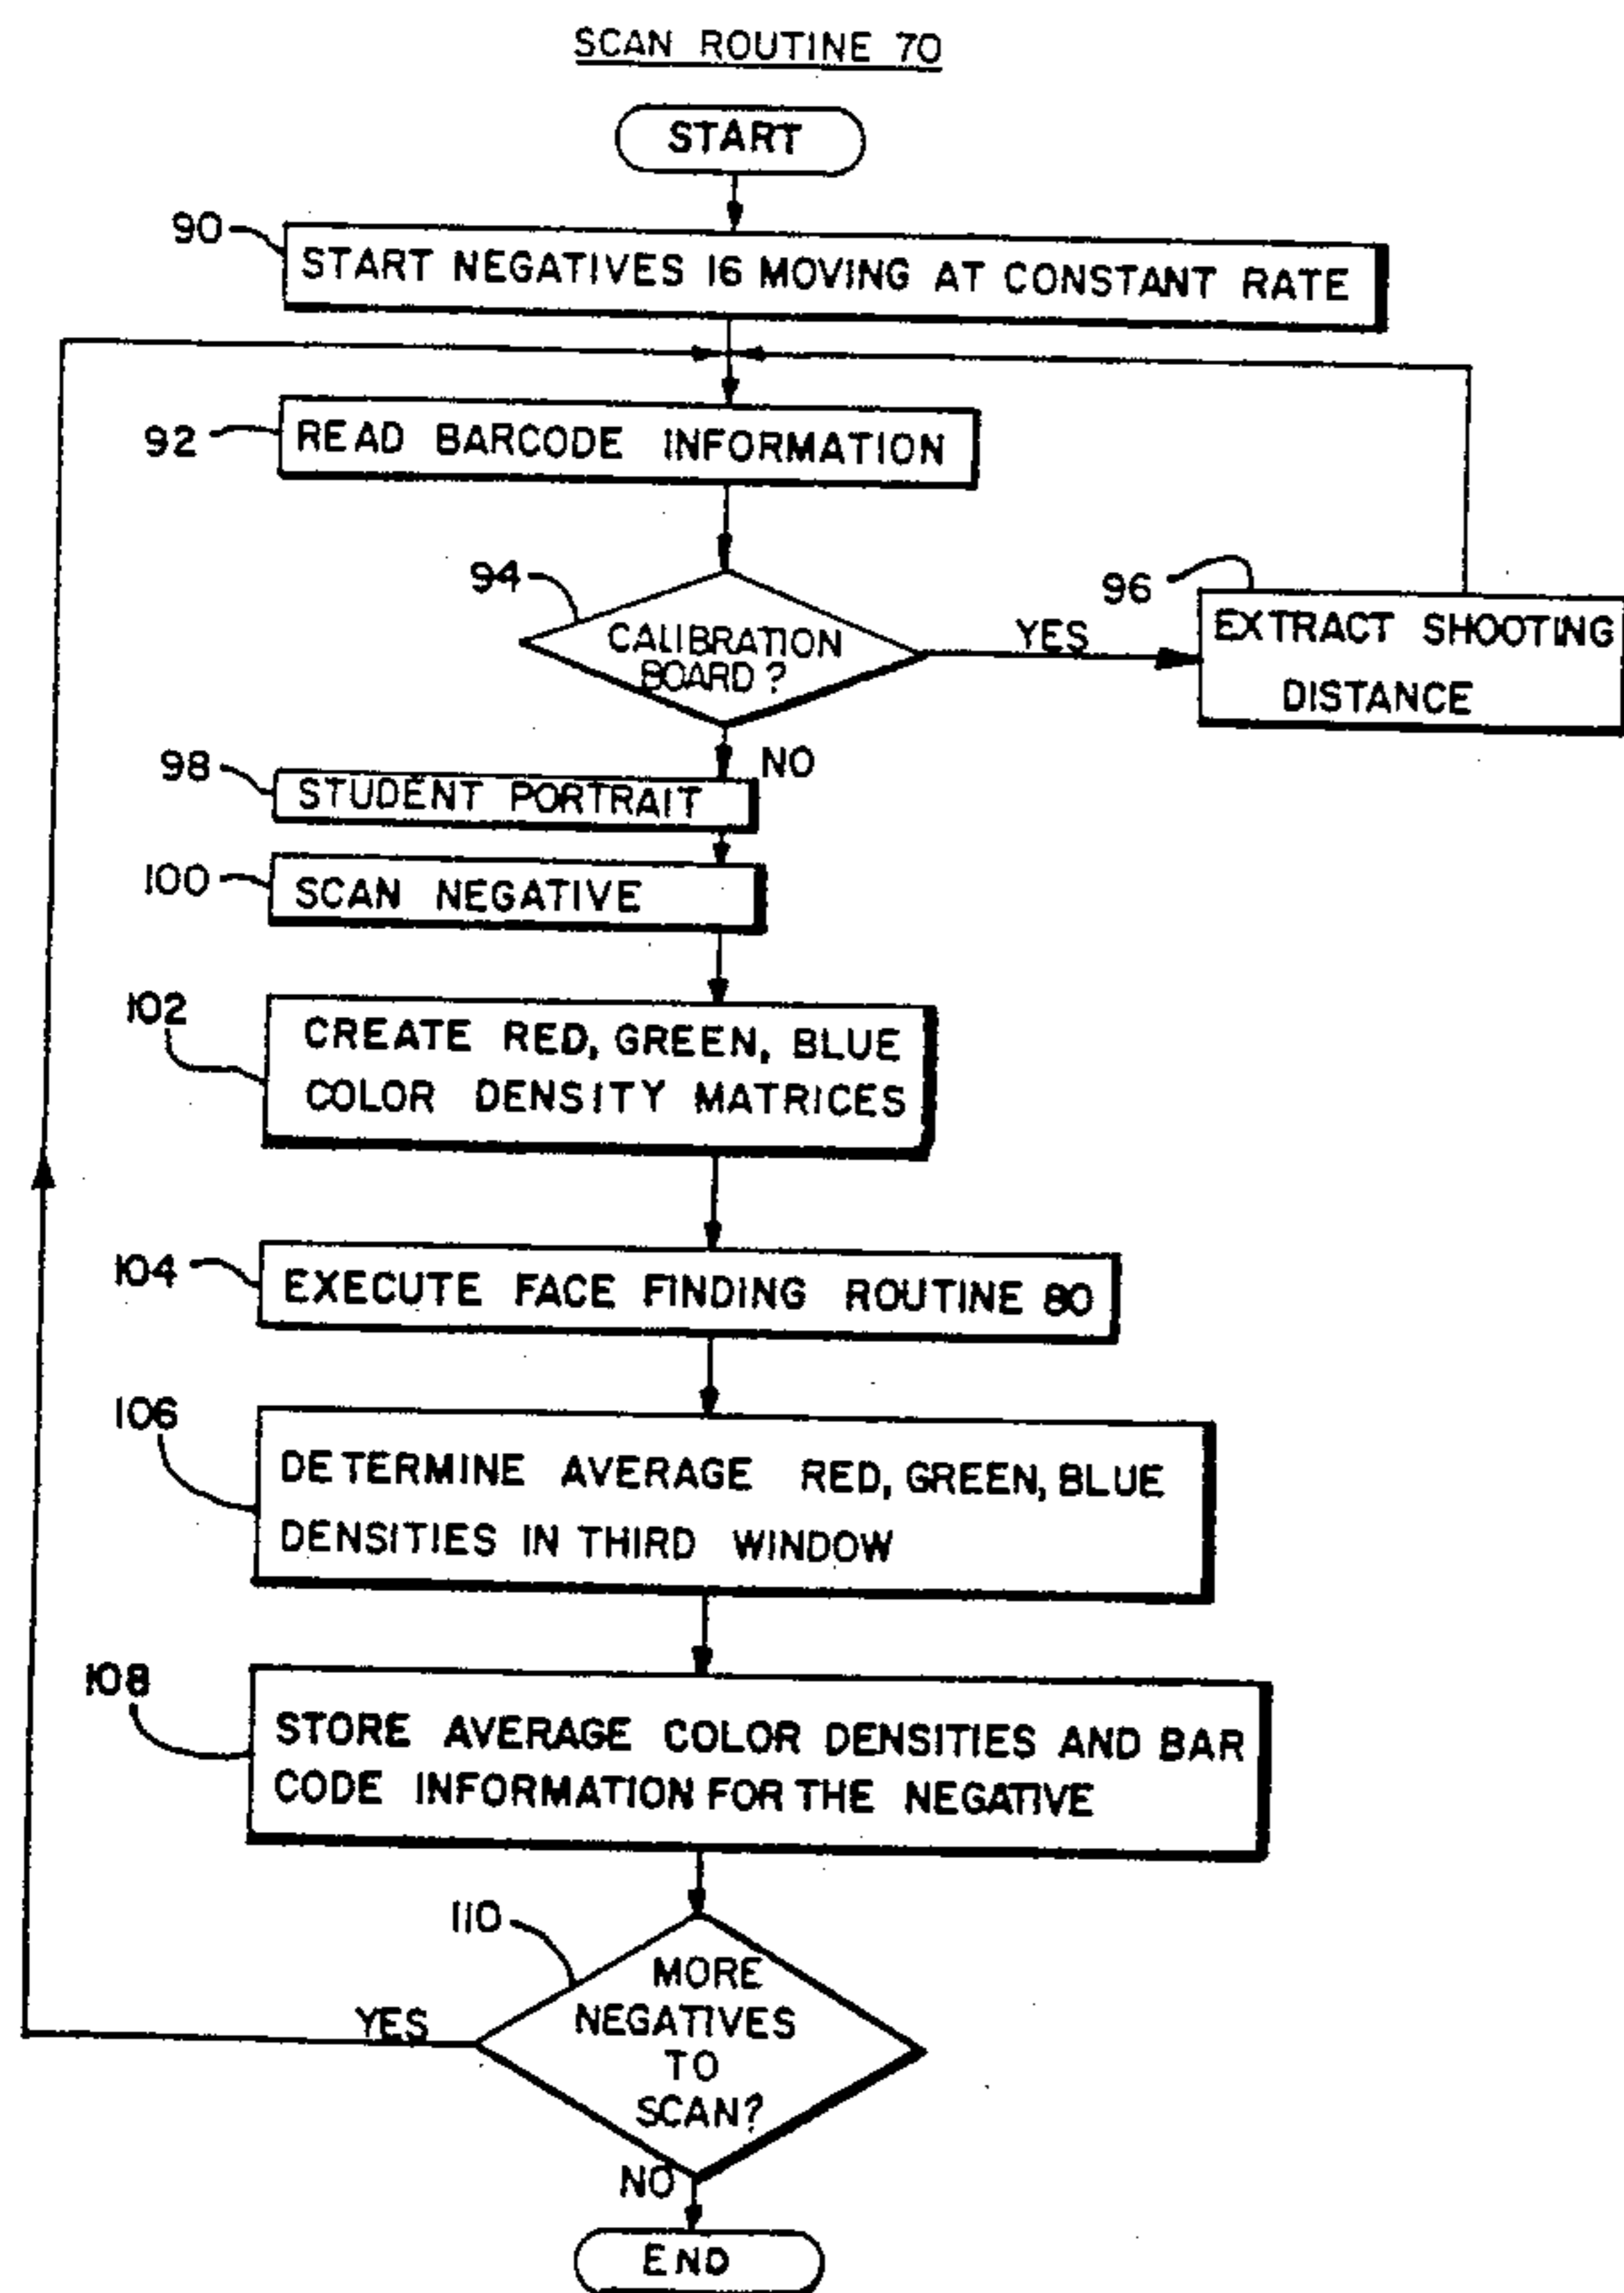 SCAN ROUTINE 70
START
90
START NEGATIVES 16 MOVING AT CONSTANT RATE
92
READ BARCODE INFORMATION
94
CALIBRATION
BOARD?
YES
96
EXTRACT SHOOTING
DISTANCE
NO
98
STUDENT PORTRAIT
100
SCAN NEGATIVE
102
CREATE RED, GREEN, BLUE
COLOR DENSITY MATRICES
104
EXECUTE FACE FINDING ROUTINE 80
106
DETERMINE AVERAGE RED, GREEN, BLUE
DENSITIES IN THIRD WINDOW
108
STORE AVERAGE COLOR DENSITIES AND BAR
CODE INFORMATION FOR THE NEGATIVE
110
MORE
NEGATIVES
TO
SCAN?
YES
NO
END